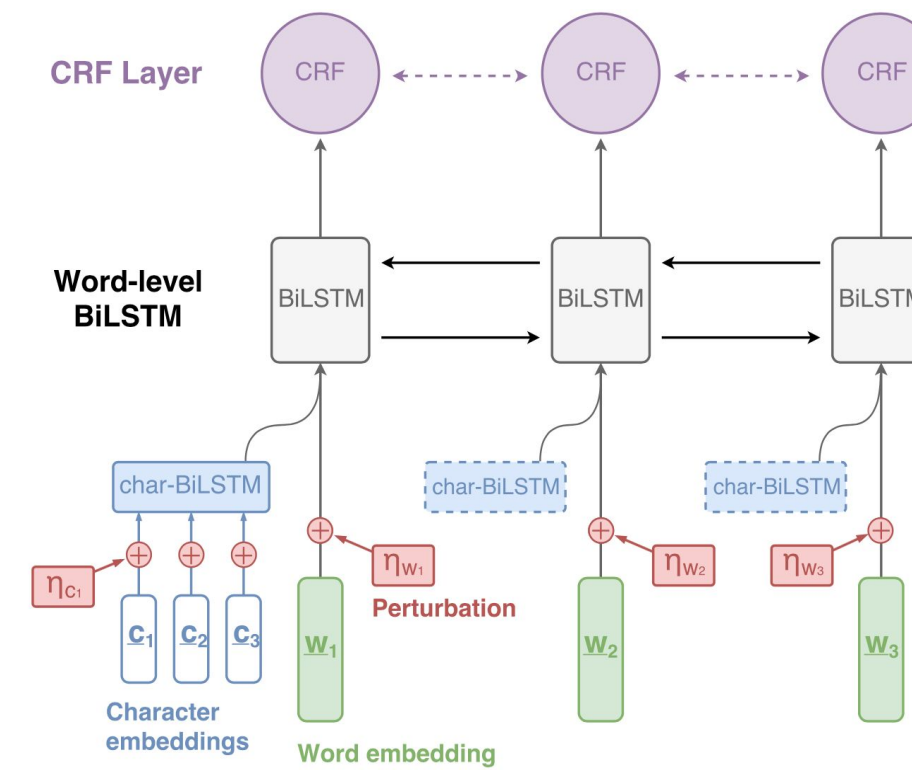 CRF Layer
CRF
CRF
CRF
Word-level
BiLSTM
BiLSTM
BiLSTM
BiLSTM
char-BiLSTM
char-BiLSTM
char-BiLSTM
ηC1
ηW1
ηW2
ηW3
Perturbation
c1
c2
c3
w1
w2
w3
Character
embeddings
Word embedding